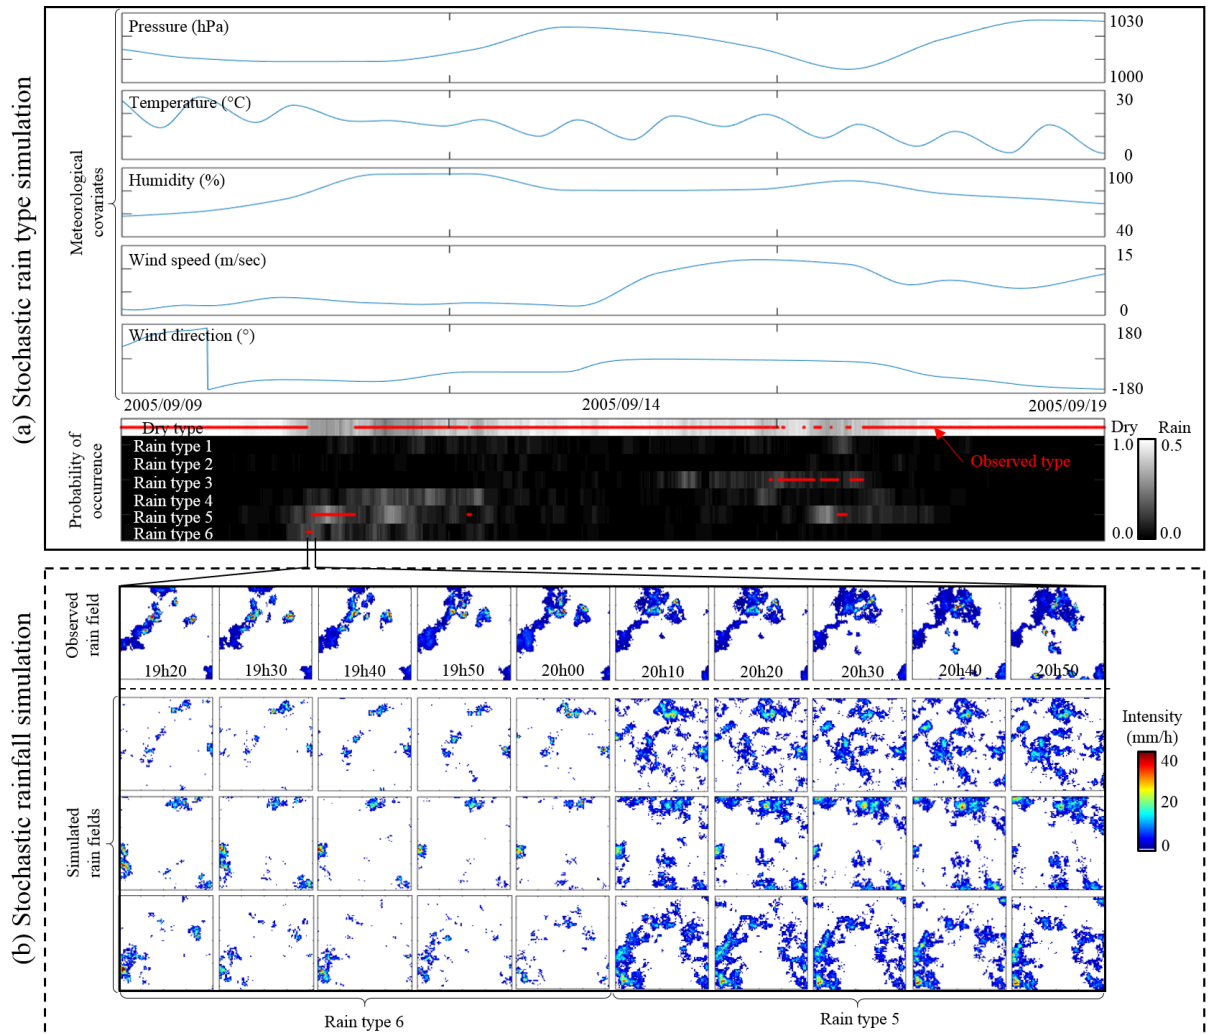 (a) Stochastic rain type simulation
Meteorological
covariates
Pressure (hPa)
1030
1000
Temperature (°C)
30
0
Humidity (%)
100
40
Wind speed (m/sec)
15
0
Wind direction (°)
180
-180
2005/09/09
2005/09/14
2005/09/19
Probability of
occurrence
Dry type
Rain type 1
Rain type 2
Rain type 3
Rain type 4
Rain type 5
Rain type 6
Observed type
Dry
Rain
1.0
0.5
0.0
0.0
(b) Stochastic rainfall simulation
Observed
rain field
19h20
19h30
19h40
19h50
20h00
20h10
20h20
20h30
20h40
20h50
Simulated
rain fields
Intensity
(mm/h)
40
20
0
Rain type 6
Rain type 5